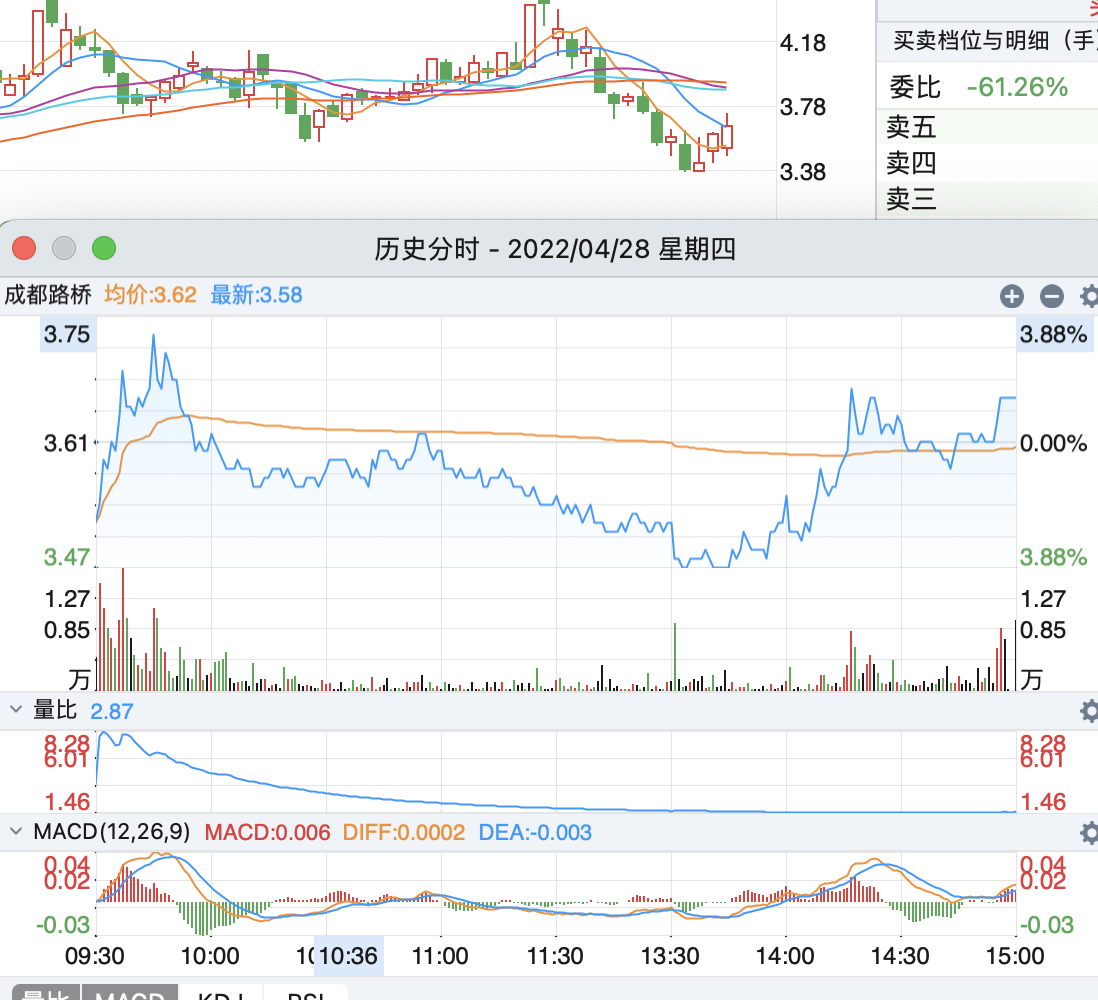 4.18
3.78
3.38
买卖档位与明细（手）
委比 -61.26%
卖五
卖四
卖三
历史分时 - 2022/04/28 星期四
成都路桥 均价:3.62 最新:3.58
3.75 3.88%
3.61 0.00%
3.47 3.88%
1.27 1.27
0.85 0.85
万 万
量比 2.87
8.28 8.28
6.01 6.01
1.46 1.46
MACD(12,26,9) MACD:0.006 DIFF:0.0002 DEA:-0.003
0.04 0.04
0.02 0.02
-0.03 -0.03
09:30 10:00 10:36 11:00 11:30 13:30 14:00 14:30 15:00
量比 MACD KDJ RSI